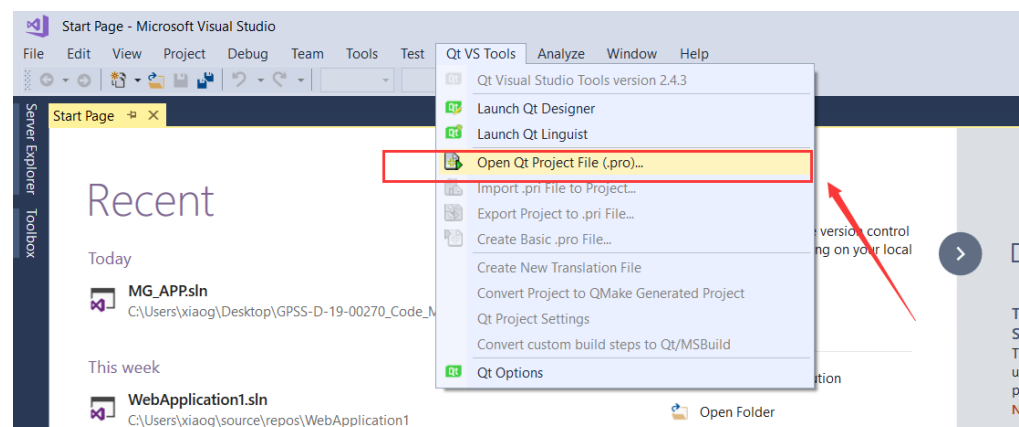 Start Page - Microsoft Visual Studio
File Edit View Project Debug Team Tools Test Qt VS Tools Analyze Window Help
Qt Visual Studio Tools version 2.4.3
Launch Qt Designer
Launch Qt Linguist
Open Qt Project File (.pro)...
Import .pri File to Project...
Export Project to .pri File...
Create Basic .pro File...
Create New Translation File
Convert Project to QMake Generated Project
Qt Project Settings
Convert custom build steps to Qt/MSBuild
Qt Options
Server Explorer
Toolbox
Start Page
Recent
Today
MG_APP.sln
C:\Users\xiaog\Desktop\GPSS-D-19-00270_Code_M
This week
WebApplication1.sln
C:\Users\xiaog\source\repos\WebApplication1
version control
ng on your local
Open Folder